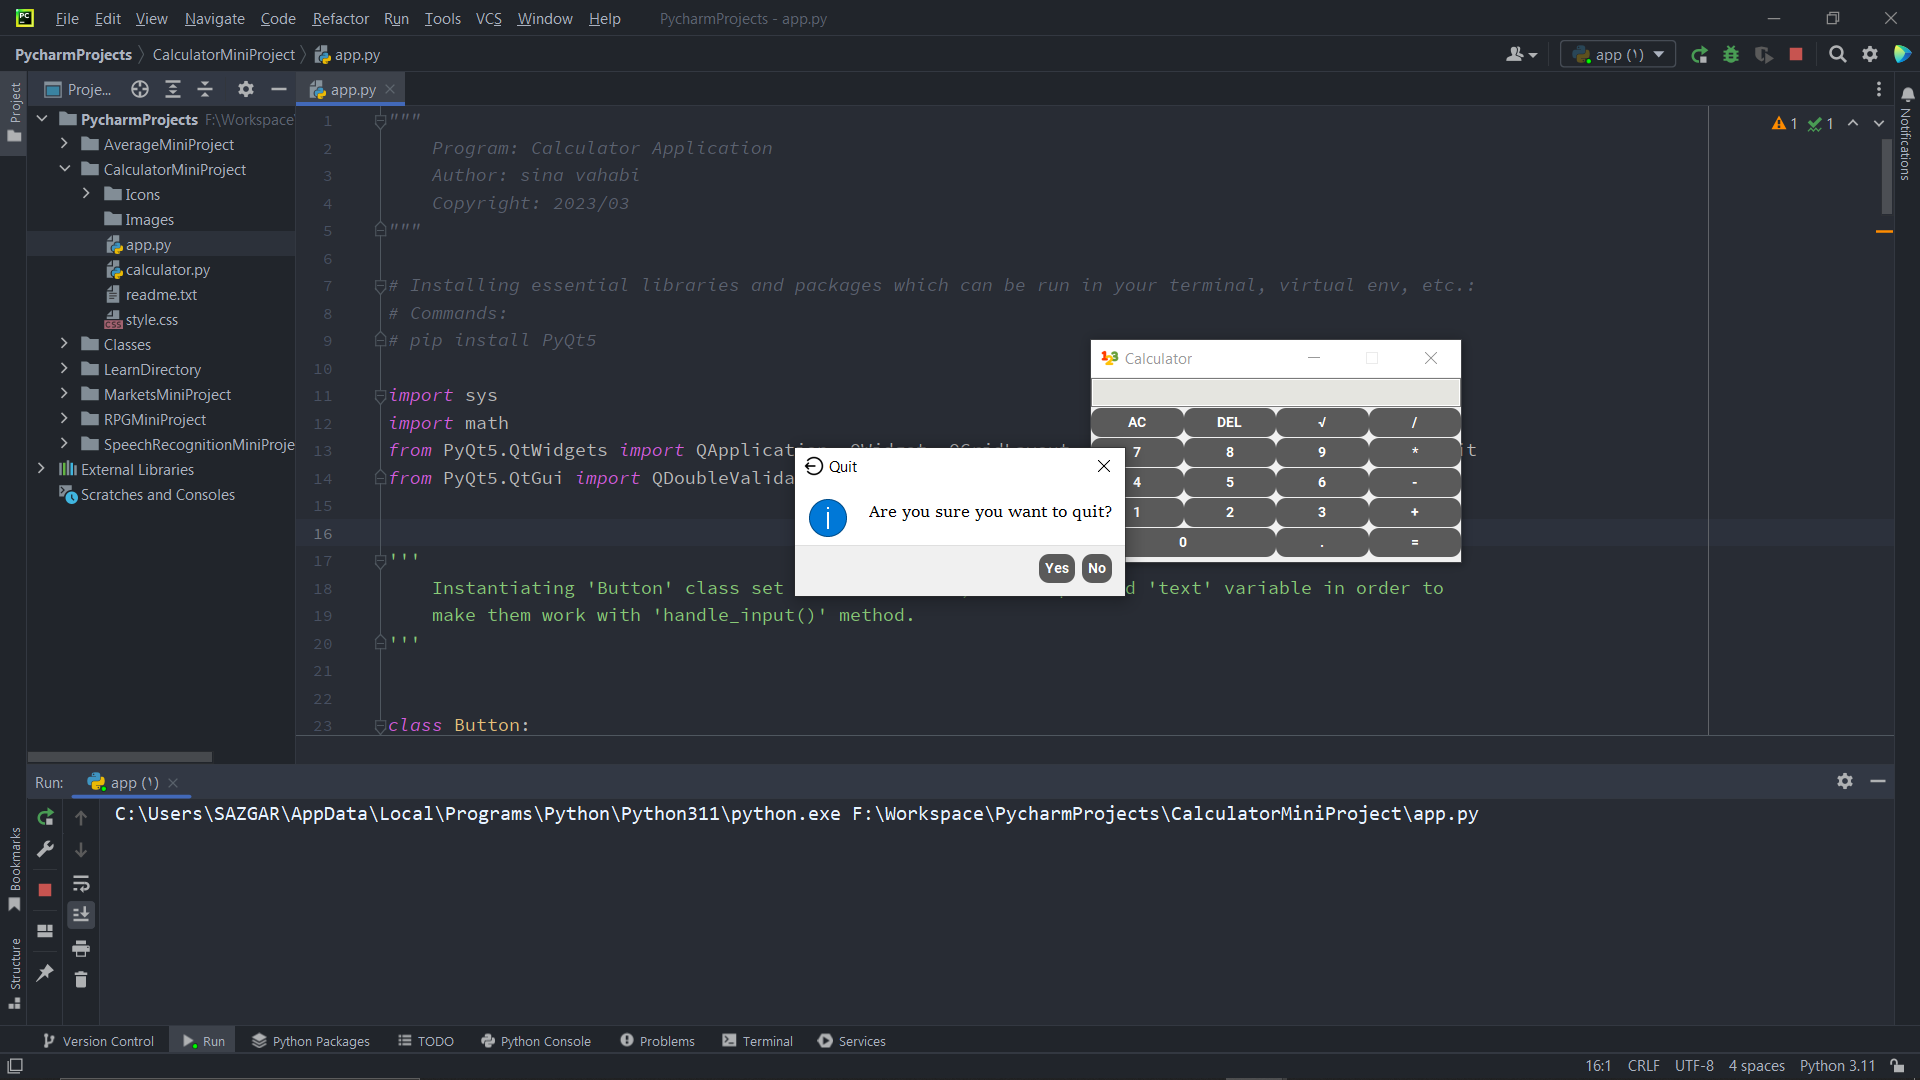 File Edit View Navigate Code Refactor Run Tools VCS Window Help PycharmProjects - app.py
PycharmProjects CalculatorMiniProject app.py app (۱)
Project
Proje...
app.py
PycharmProjects F:\Workspace
AverageMiniProject
CalculatorMiniProject
Icons
Images
app.py
calculator.py
readme.txt
style.css
Classes
LearnDirectory
MarketsMiniProject
RPGMiniProject
SpeechRecognitionMiniProje
External Libraries
Scratches and Consoles
1 """
2 Program: Calculator Application
3 Author: sina vahabi
4 Copyright: 2023/03
5 """
6
7 # Installing essential libraries and packages which can be run in your terminal, virtual env, etc.:
8 # Commands:
9 # pip install PyQt5
10
11 import sys
12 import math
13 from PyQt5.QtWidgets import QApplication, QWidget, QGridLayout
14 from PyQt5.QtGui import QDoubleValida
15
16
17 '''
18 Instantiating 'Button' class set d 'text' variable in order to
19 make them work with 'handle_input()' method.
20 '''
21
22
23 class Button:
1 1
Notifications
Calculator
AC DEL √ /
7 8 9 *
4 5 6 -
1 2 3 +
0 . =
Quit
Are you sure you want to quit?
Yes No
Run: app (۱)
C:\Users\SAZGAR\AppData\Local\Programs\Python\Python311\python.exe F:\Workspace\PycharmProjects\CalculatorMiniProject\app.py
Bookmarks
Structure
Version Control Run Python Packages TODO Python Console Problems Terminal Services
16:1 CRLF UTF-8 4 spaces Python 3.11